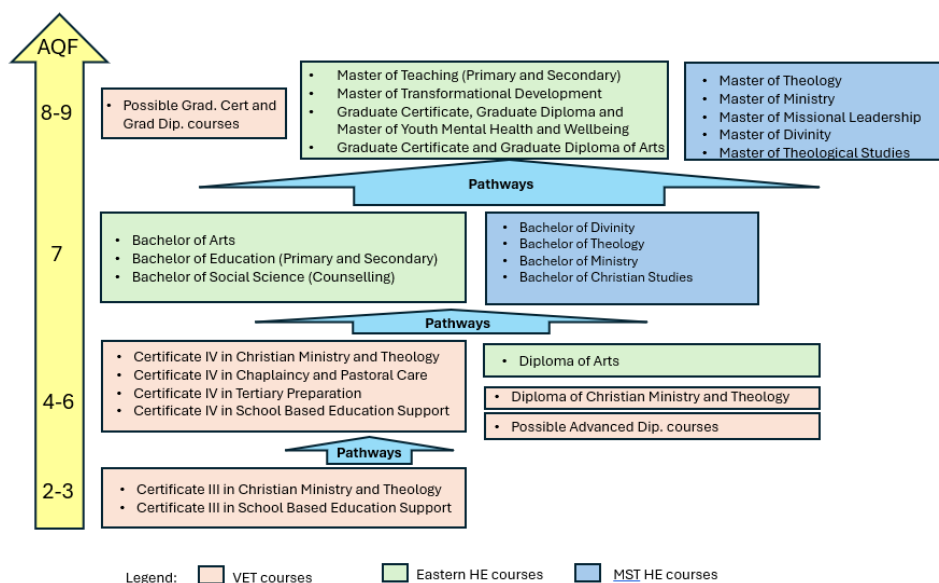 AQF
8-9
• Possible Grad. Cert and
Grad Dip. courses
• Master of Teaching (Primary and Secondary)
• Master of Transformational Development
• Graduate Certificate, Graduate Diploma and
Master of Youth Mental Health and Wellbeing
• Graduate Certificate and Graduate Diploma of Arts
• Master of Theology
• Master of Ministry
• Master of Missional Leadership
• Master of Divinity
• Master of Theological Studies
Pathways
7
• Bachelor of Arts
• Bachelor of Education (Primary and Secondary)
• Bachelor of Social Science (Counselling)
• Bachelor of Divinity
• Bachelor of Theology
• Bachelor of Ministry
• Bachelor of Christian Studies
Pathways
4-6
• Certificate IV in Christian Ministry and Theology
• Certificate IV in Chaplaincy and Pastoral Care
• Certificate IV in Tertiary Preparation
• Certificate IV in School Based Education Support
• Diploma of Arts
• Diploma of Christian Ministry and Theology
• Possible Advanced Dip. courses
Pathways
2-3
• Certificate III in Christian Ministry and Theology
• Certificate III in School Based Education Support
Legend: VET courses Eastern HE courses MST HE courses